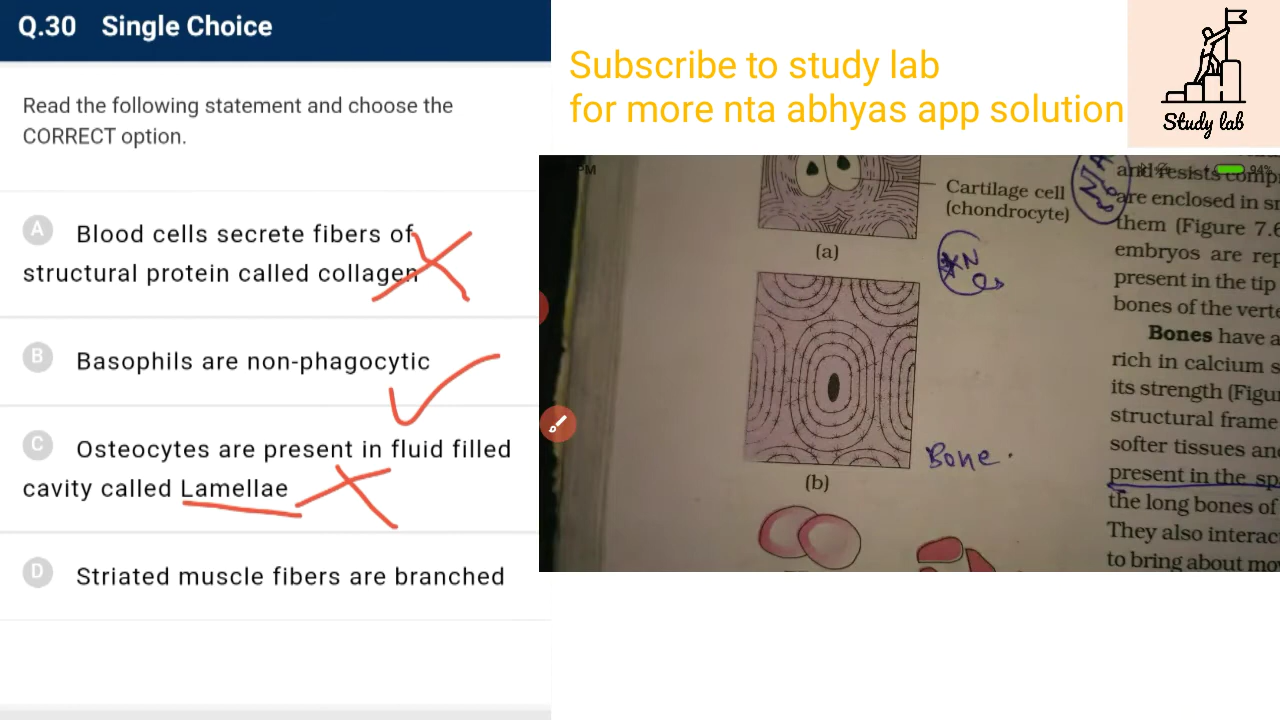 Q.30 Single Choice
Read the following statement and choose the
CORRECT option.
A Blood cells secrete fibers of
structural protein called collagen
B Basophils are non-phagocytic
C Osteocytes are present in fluid filled
cavity called Lamellae
D Striated muscle fibers are branched
Subscribe to study lab
for more nta abhyas app solution
Study lab
PM
94%
Cartilage cell
(chondrocyte)
(a)
Bone.
(b)
and resists comp
are enclosed in sr
them (Figure 7.6
embryos are rep
present in the tip
bones of the verte
Bones have a
rich in calcium s
its strength (Figu
structural frame
softer tissues and
present in the sp
the long bones of
They also interac
to bring about mo